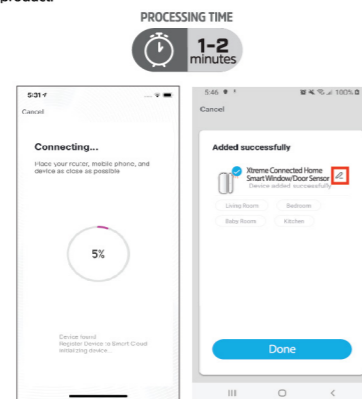 product.
PROCESSING TIME
1-2
minutes
5:31
Cancel
Connecting...
Place your router, mobile phone, and
device as close as possible
5%
Device found
Register Device to Smart Cloud
Initializing device...
5:46
100%
Cancel
Added successfully
Xtreme Connected Home
Smart Window/Door Sensor
Device added successfully
Living Room
Bedroom
Baby Room
Kitchen
Done